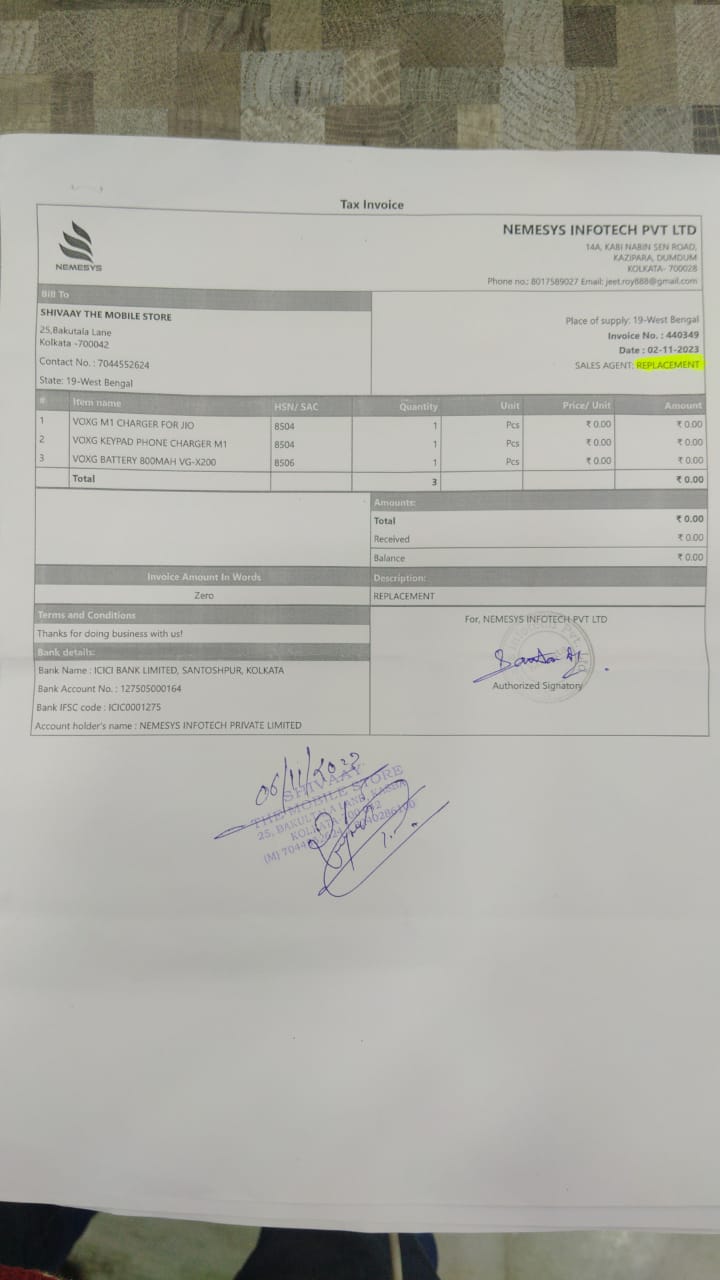 Tax Invoice
NEMESYS
NEMESYS INFOTECH PVT LTD
14A, KABI NABIN SEN ROAD,
KAZIPARA, DUMDUM
KOLKATA- 700028
Phone no.: 8017589027 Email: jeet.roy888@gmail.com
Bill To
SHIVAAY THE MOBILE STORE
25,Bakutala Lane
Kolkata -700042
Contact No. : 7044552624
State: 19-West Bengal
Place of supply: 19-West Bengal
Invoice No. : 440349
Date : 02-11-2023
SALES AGENT: REPLACEMENT
# Item name HSN/ SAC Quantity Unit Price/ Unit Amount
1 VOXG M1 CHARGER FOR JIO 8504 1 Pcs ₹ 0.00 ₹ 0.00
2 VOXG KEYPAD PHONE CHARGER M1 8504 1 Pcs ₹ 0.00 ₹ 0.00
3 VOXG BATTERY 800MAH VG-X200 8506 1 Pcs ₹ 0.00 ₹ 0.00
Total 3 ₹ 0.00
Amounts:
Total ₹ 0.00
Received ₹ 0.00
Balance ₹ 0.00
Invoice Amount In Words
Zero
Description:
REPLACEMENT
Terms and Conditions
Thanks for doing business with us!
Bank details:
Bank Name : ICICI BANK LIMITED, SANTOSHPUR, KOLKATA
Bank Account No. : 127505000164
Bank IFSC code : ICIC0001275
Account holder's name : NEMESYS INFOTECH PRIVATE LIMITED
For, NEMESYS INFOTECH PVT LTD
Authorized Signatory
06/11/2023
SHIVAAY
THE MOBILE STORE
25, BAKULTALA LANE, KASBA
KOLKATA
(M)